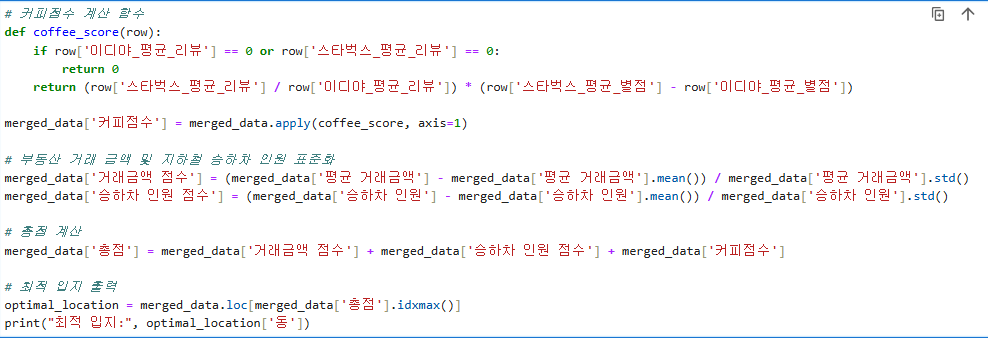 # 커피점수 계산 함수
def coffee_score(row):
    if row['이디야_평균_리뷰'] == 0 or row['스타벅스_평균_리뷰'] == 0:
        return 0
    return (row['스타벅스_평균_리뷰'] / row['이디야_평균_리뷰']) * (row['스타벅스_평균_별점'] - row['이디야_평균_별점'])
merged_data['커피점수'] = merged_data.apply(coffee_score, axis=1)
# 부동산 거래 금액 및 지하철 승하차 인원 표준화
merged_data['거래금액 점수'] = (merged_data['평균 거래금액'] - merged_data['평균 거래금액'].mean()) / merged_data['평균 거래금액'].std()
merged_data['승하차 인원 점수'] = (merged_data['승하차 인원'] - merged_data['승하차 인원'].mean()) / merged_data['승하차 인원'].std()
# 총점 계산
merged_data['총점'] = merged_data['거래금액 점수'] + merged_data['승하차 인원 점수'] + merged_data['커피점수']
# 최적 입지 출력
optimal_location = merged_data.loc[merged_data['총점'].idxmax()]
print("최적 입지:", optimal_location['동'])